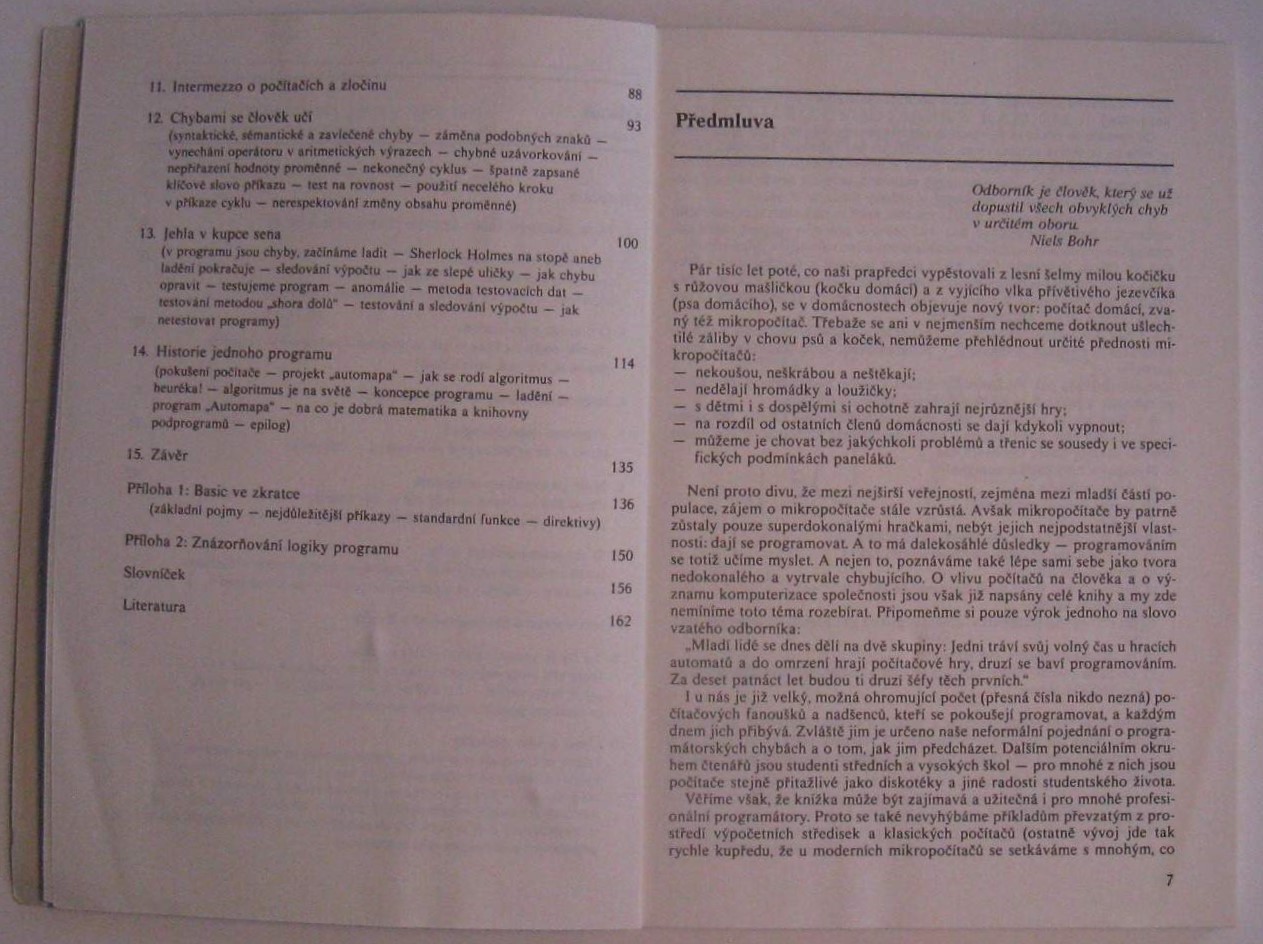 11. Intermezzo o počítačích a zločinu 88
12. Chybami se člověk učí 93
(syntaktické, sémantické a zavlečené chyby — záměna podobných znaků —
vynechání operátoru v aritmetických výrazech — chybné uzávorkování —
nepřiřazení hodnoty proměnné — nekonečný cyklus — špatně zapsané
klíčové slovo příkazu — test na rovnost — použití necelého kroku
v příkaze cyklu — nerespektování změny obsahu proměnné)
13. Jehla v kupce sena 100
(v programu jsou chyby, začínáme ladit — Sherlock Holmes na stopě aneb
ladění pokračuje — sledování výpočtu — jak ze slepé uličky — jak chybu
opravit — testujeme program — anomálie — metoda testovacích dat —
testování metodou „shora dolů“ — testování a sledování výpočtu — jak
netestovat programy)
14. Historie jednoho programu 114
(pokušení počítače — projekt „automapa“ — jak se rodí algoritmus —
heuréka! — algoritmus je na světě — koncepce programu — ladění —
program „Automapa“ — na co je dobrá matematika a knihovny
podprogramů — epilog)
15. Závěr 135
Příloha 1: Basic ve zkratce 136
(základní pojmy — nejdůležitější příkazy — standardní funkce — direktivy)
Příloha 2: Znázorňování logiky programu 150
Slovníček 156
Literatura 162
Předmluva
Odborník je člověk, který se už
dopustil všech obvyklých chyb
v určitém oboru.
Niels Bohr
Pár tisíc let poté, co naši prapředci vypěstovali z lesní šelmy milou kočičku
s růžovou mašličkou (kočku domácí) a z vyjícího vlka přívětivého jezevčíka
(psa domácího), se v domácnostech objevuje nový tvor: počítač domácí, zva-
ný též mikropočítač. Třebaže se ani v nejmenším nechceme dotknout ušlech-
tilé záliby v chovu psů a koček, nemůžeme přehlédnout určité přednosti mi-
kropočítačů:
— nekoušou, neškrábou a neštěkají;
— nedělají hromádky a loužičky;
— s dětmi i s dospělými si ochotně zahrají nejrůznější hry;
— na rozdíl od ostatních členů domácnosti se dají kdykoli vypnout;
— můžeme je chovat bez jakýchkoli problémů a třenic se sousedy i ve speci-
fických podmínkách paneláků.
Není proto divu, že mezi nejširší veřejností, zejména mezi mladší částí po-
pulace, zájem o mikropočítače stále vzrůstá. Avšak mikropočítače by patrně
zůstaly pouze superdokonalými hračkami, nebýt jejich nejpodstatnější vlast-
nosti: dají se programovat. A to má dalekosáhlé důsledky — programováním
se totiž učíme myslet. A nejen to, poznáváme také lépe sami sebe jako tvora
nedokonalého a vytrvale chybujícího. O vlivu počítačů na člověka a o vý-
znamu komputerizace společnosti jsou však již napsány celé knihy a my zde
nemíníme toto téma rozebírat. Připomeňme si pouze výrok jednoho na slovo
vzatého odborníka:
„Mladí lidé se dnes dělí na dvě skupiny: Jedni tráví svůj volný čas u hracích
automatů a do omrzení hrají počítačové hry, druzí se baví programováním.
Za deset patnáct let budou ti druzí šéfy těch prvních.“
I u nás je již velký, možná ohromující počet (přesná čísla nikdo nezná) po-
čítačových fanoušků a nadšenců, kteří se pokoušejí programovat, a každým
dnem jich přibývá. Zvláště jim je určeno naše neformální pojednání o progra-
mátorských chybách a o tom, jak jim předcházet. Dalším potenciálním okru-
hem čtenářů jsou studenti středních a vysokých škol — pro mnohé z nich jsou
počítače stejně přitažlivé jako diskotéky a jiné radosti studentského života.
Věříme však, že knížka může být zajímavá a užitečná i pro mnohé profesi-
onální programátory. Proto se také nevyhýbáme příkladům převzatým z pro-
středí výpočetních středisek a klasických počítačů (ostatně vývoj jde tak
rychle kupředu, že u moderních mikropočítačů se setkáváme s mnohým, co
7